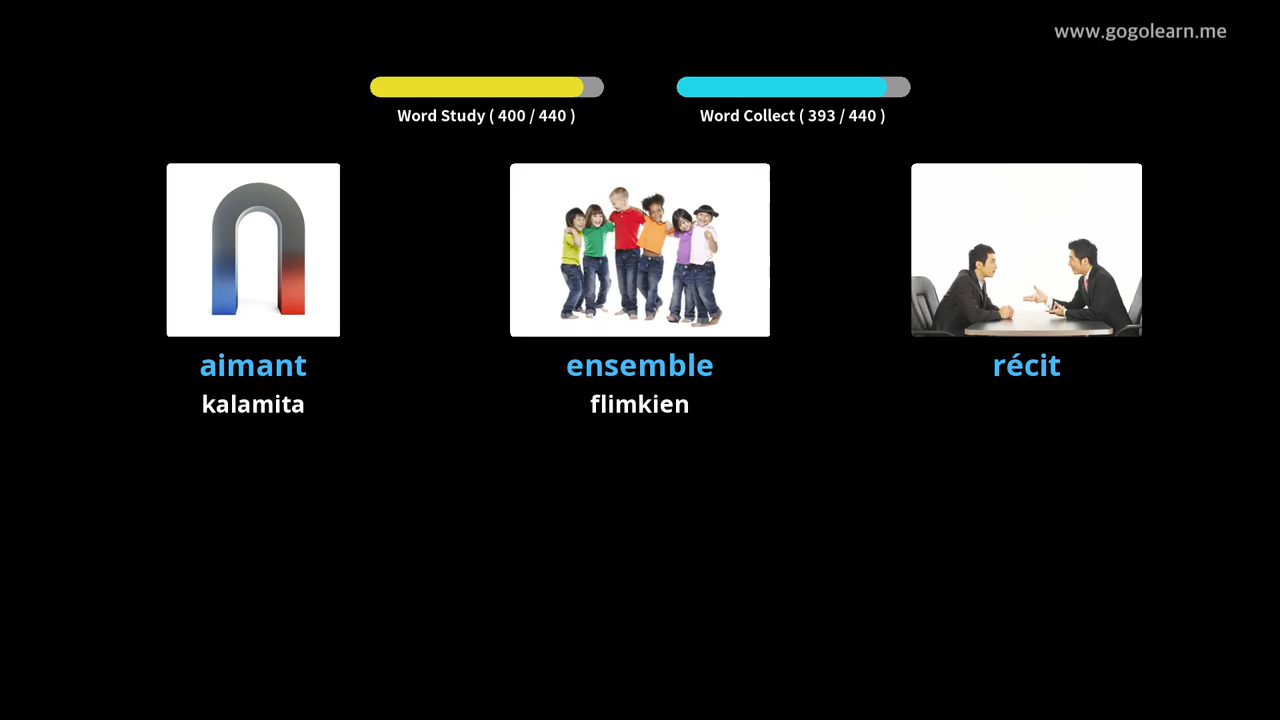 www.gogolearn.me
Word Study ( 400 / 440 )
Word Collect ( 393 / 440 )
aimant
kalamita
ensemble
flimkien
récit